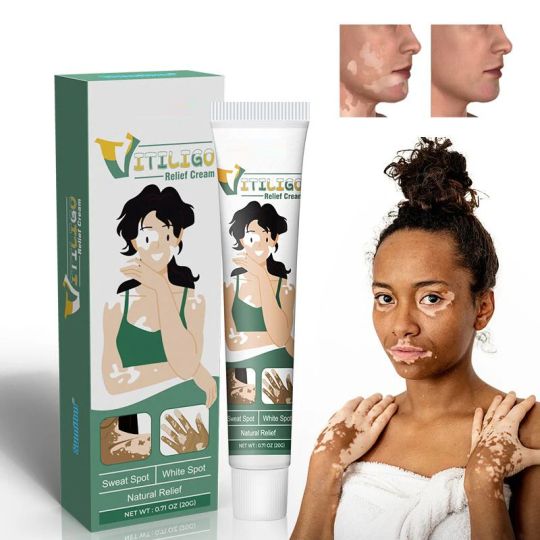 VITILIGO
Relief Cream
VITILIGO
Relief Cream
VITILIGO
Relief Cream
Sweat Spot
White Spot
Natural Relief
NET WT : 0.71 OZ (20G)
Sweat Spot
White Spot
Natural Relief
NET WT : 0.71 OZ (20G)